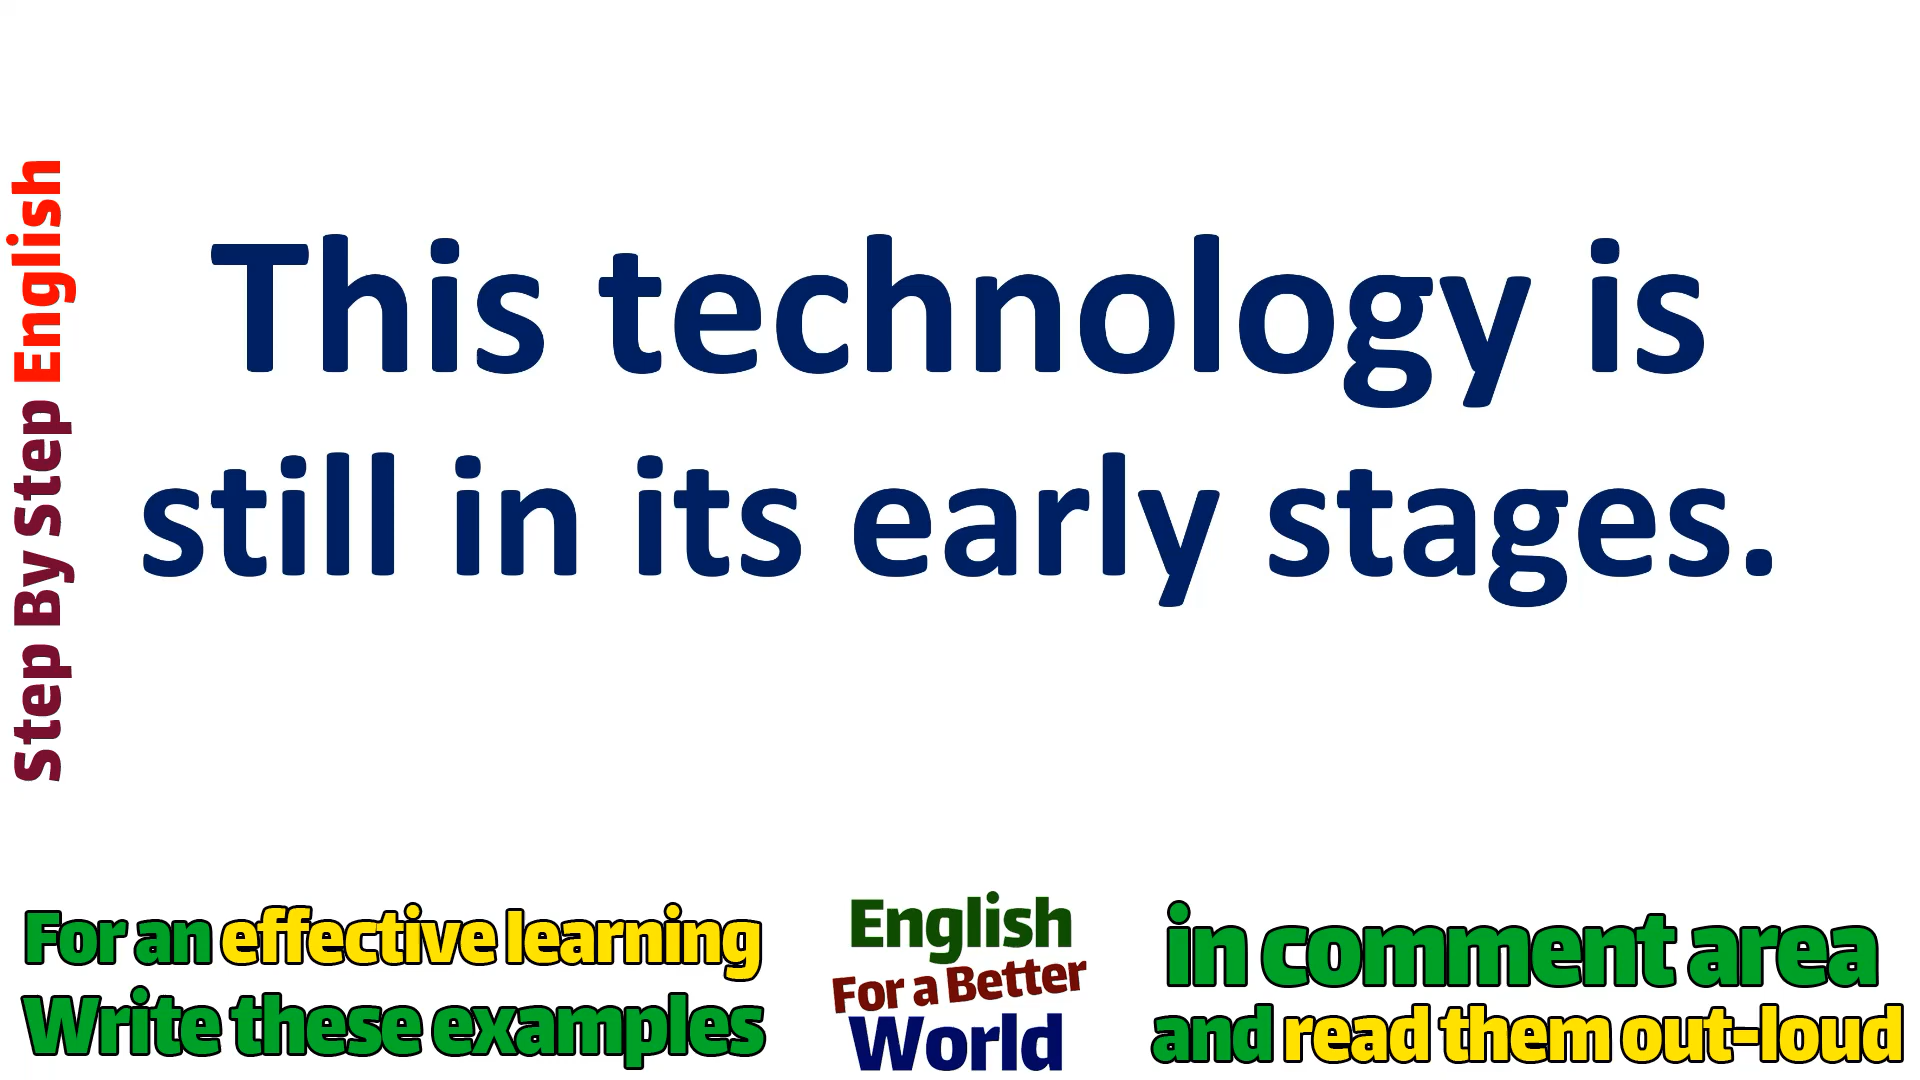 Step By Step English
This technology is
still in its early stages.
For an effective learning
Write these examples
English
For a Better
World
in comment area
and read them out-loud